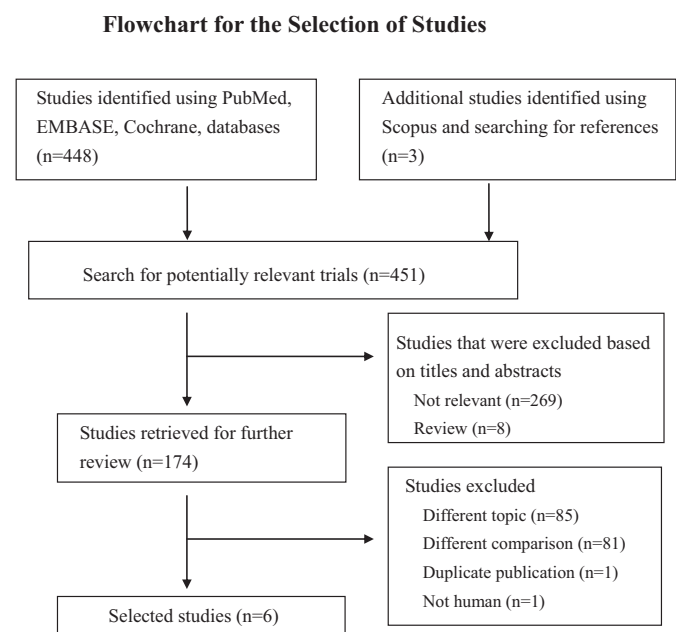 Flowchart for the Selection of Studies
Studies identified using PubMed,
EMBASE, Cochrane, databases
(n=448)
Additional studies identified using
Scopus and searching for references
(n=3)
Search for potentially relevant trials (n=451)
Studies that were excluded based
on titles and abstracts
Not relevant (n=269)
Review (n=8)
Studies retrieved for further
review (n=174)
Studies excluded
Different topic (n=85)
Different comparison (n=81)
Duplicate publication (n=1)
Not human (n=1)
Selected studies (n=6)